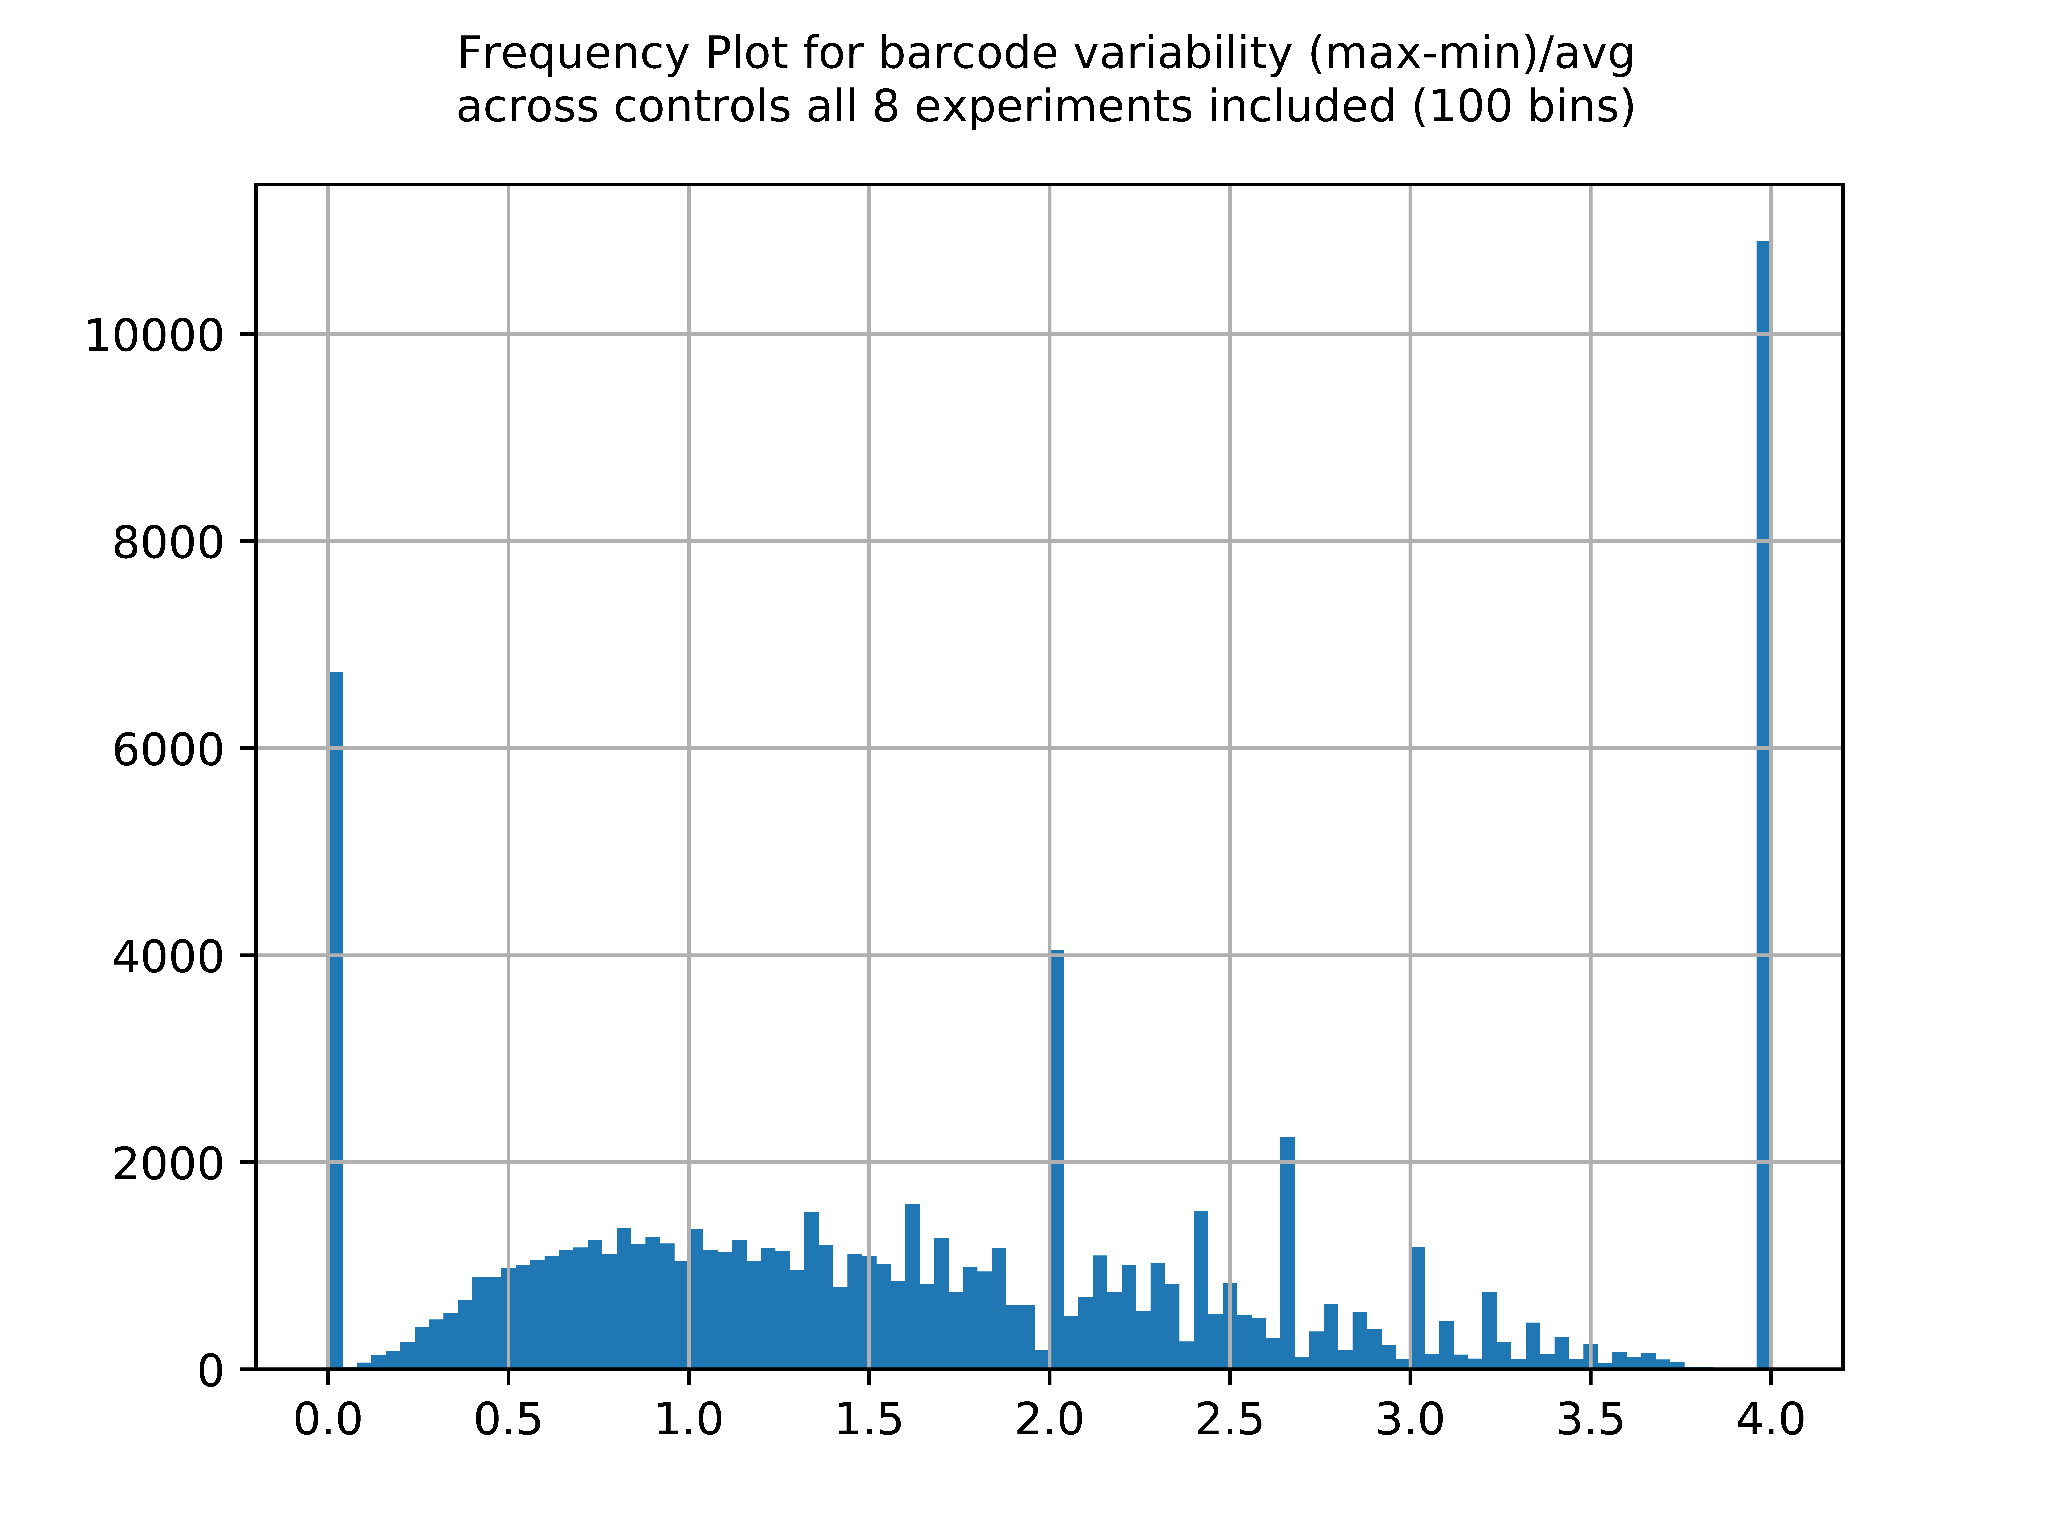 Frequency Plot for barcode variability (max-min)/avg
across controls all 8 experiments included (100 bins)
10000
8000
6000
4000
2000
0
0.0 0.5 1.0 1.5 2.0 2.5 3.0 3.5 4.0